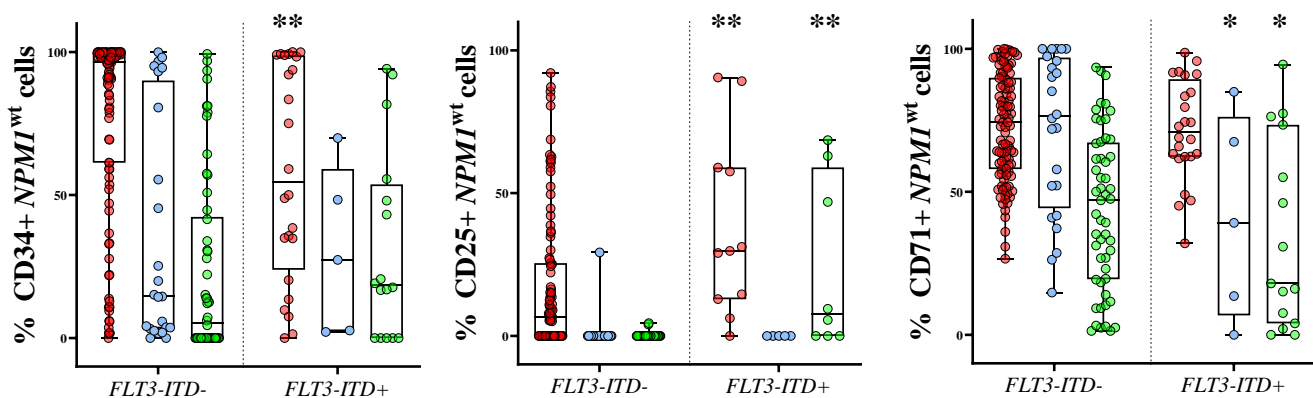 % CD34+ NPM1wt cells
100
50
0
**
FLT3-ITD-
FLT3-ITD+
% CD25+ NPM1wt cells
100
50
0
**
**
FLT3-ITD-
FLT3-ITD+
% CD71+ NPM1wt cells
100
50
0
*
*
FLT3-ITD-
FLT3-ITD+